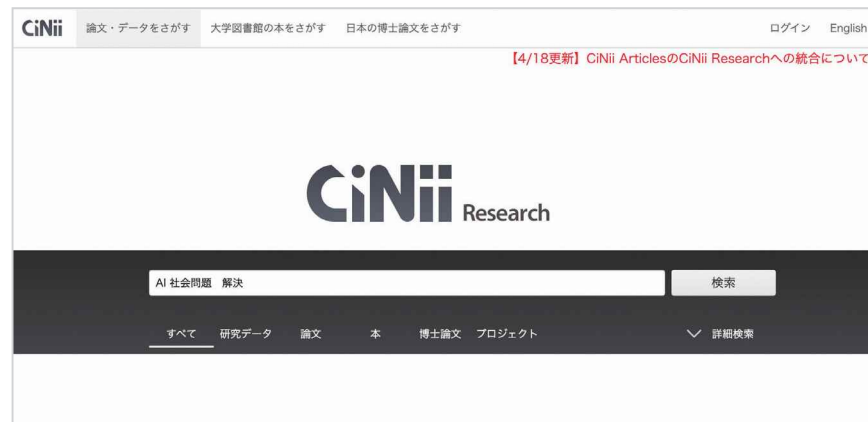 CiNii 論文・データをさがす 大学図書館の本をさがす 日本の博士論文をさがす ログイン English
【4/18更新】CiNii ArticlesのCiNii Researchへの統合について
CiNii Research
AI 社会問題　解決 検索
すべて 研究データ 論文 本 博士論文 プロジェクト 詳細検索